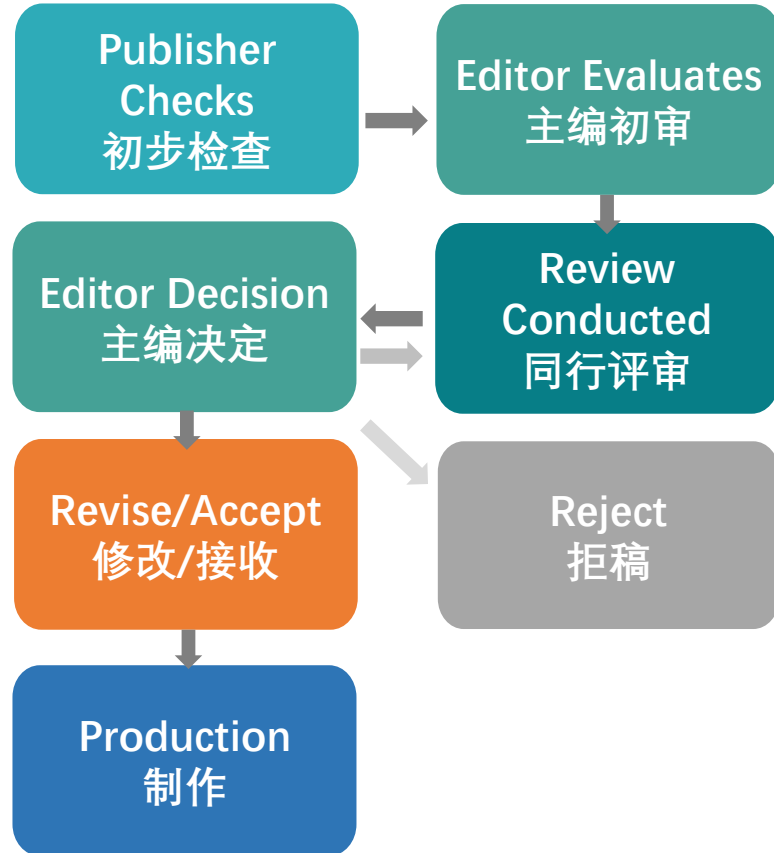 Publisher
Checks
初步检查
Editor Evaluates
主编初审
Review
Conducted
同行评审
Editor Decision
主编决定
Revise/Accept
修改/接收
Reject
拒稿
Production
制作